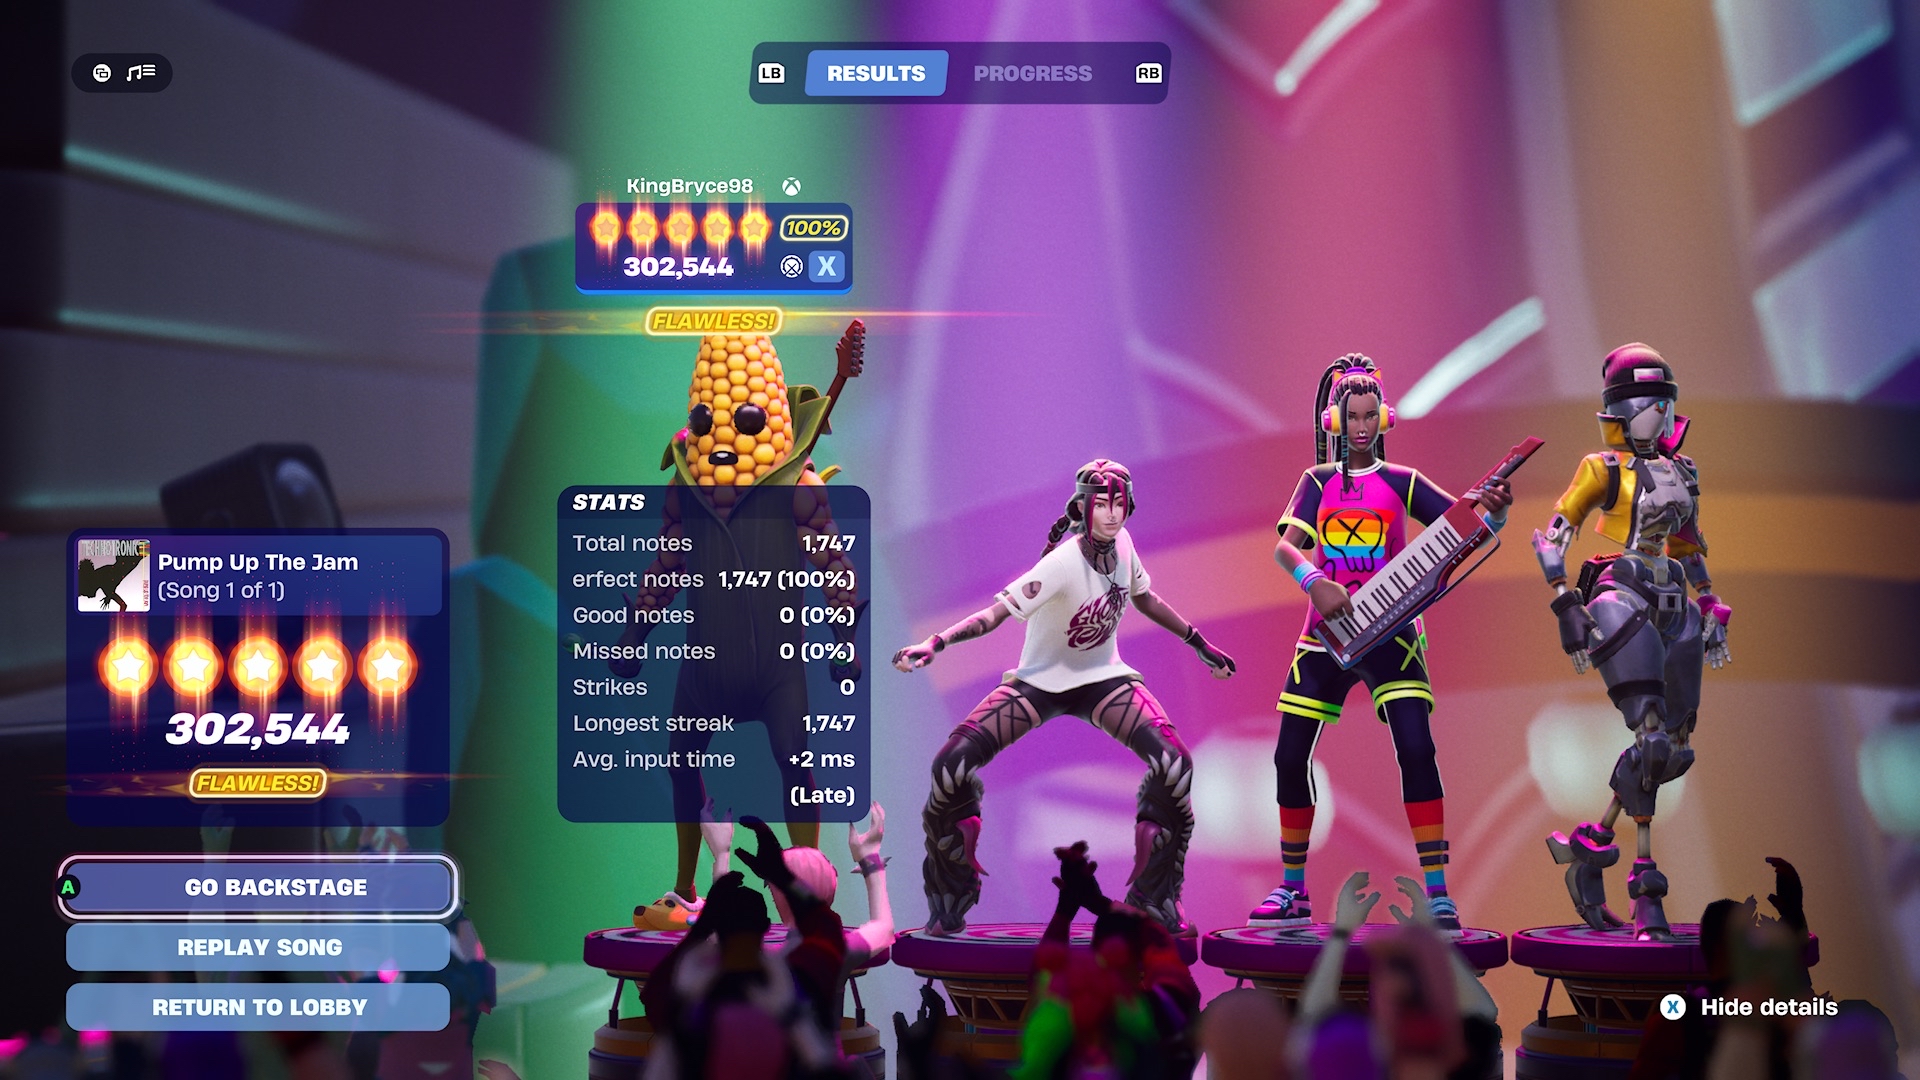 LB RESULTS PROGRESS RB
KingBryce98
100%
302,544 X
FLAWLESS!
STATS
Total notes 1,747
erfect notes 1,747 (100%)
Good notes 0 (0%)
Missed notes 0 (0%)
Strikes 0
Longest streak 1,747
Avg. input time +2 ms
(Late)
TECHNOTRONIC
Pump Up The Jam
(Song 1 of 1)
302,544
FLAWLESS!
A GO BACKSTAGE
REPLAY SONG
RETURN TO LOBBY
X Hide details